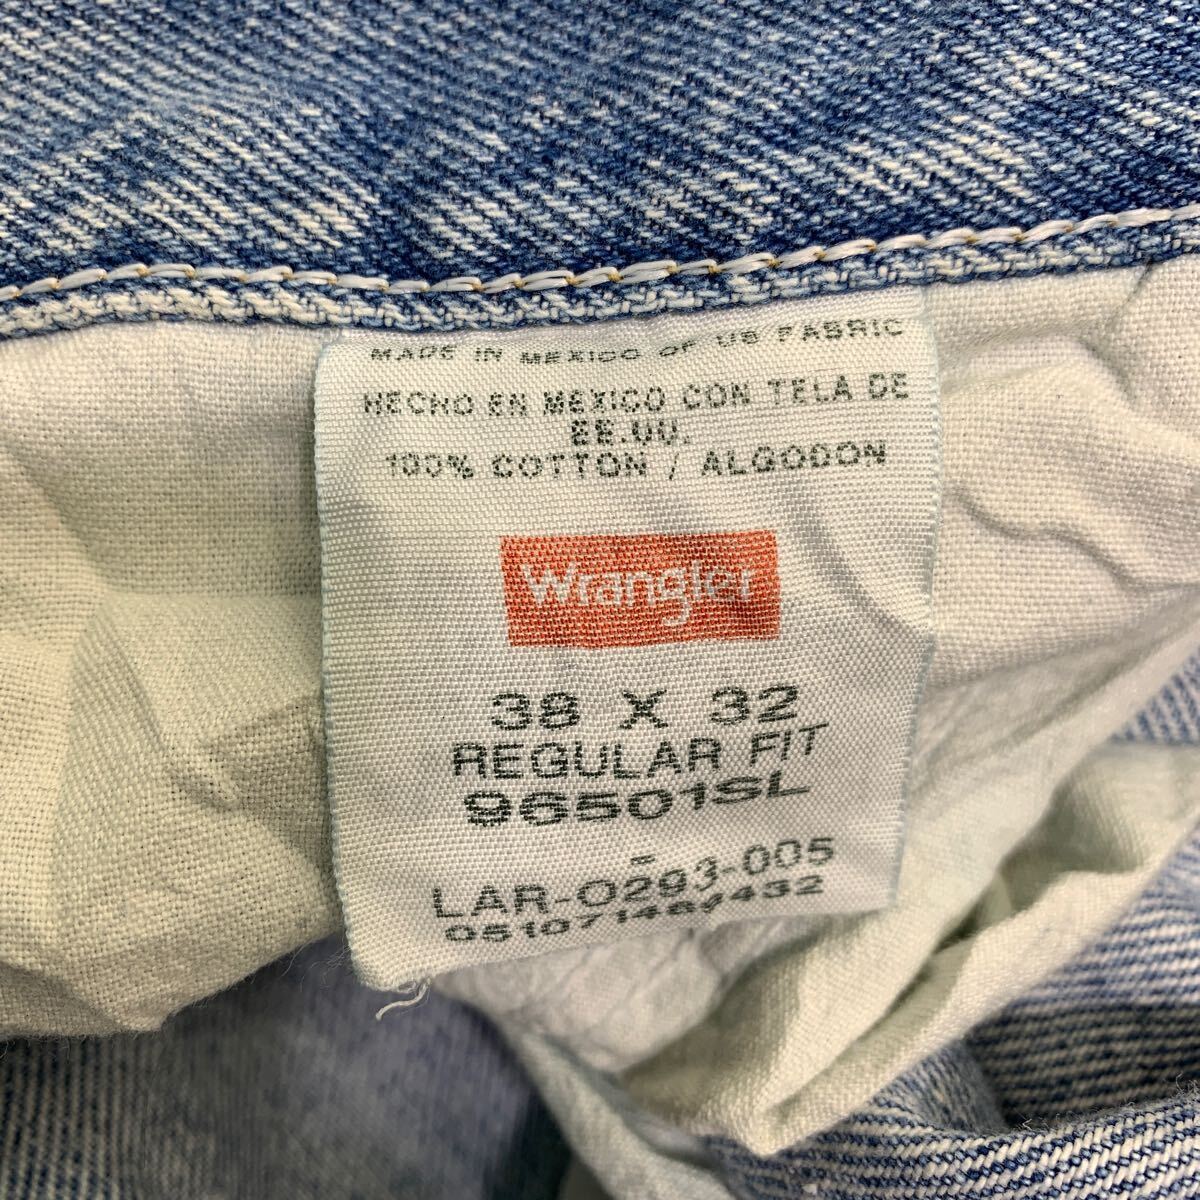 MADE IN MEXICO OF US FABRIC
HECHO EN MEXICO CON TELA DE
EE.UU.
100% COTTON / ALGODON
Wrangler
38 X 32
REGULAR FIT
96501SL
LAR-0293-005